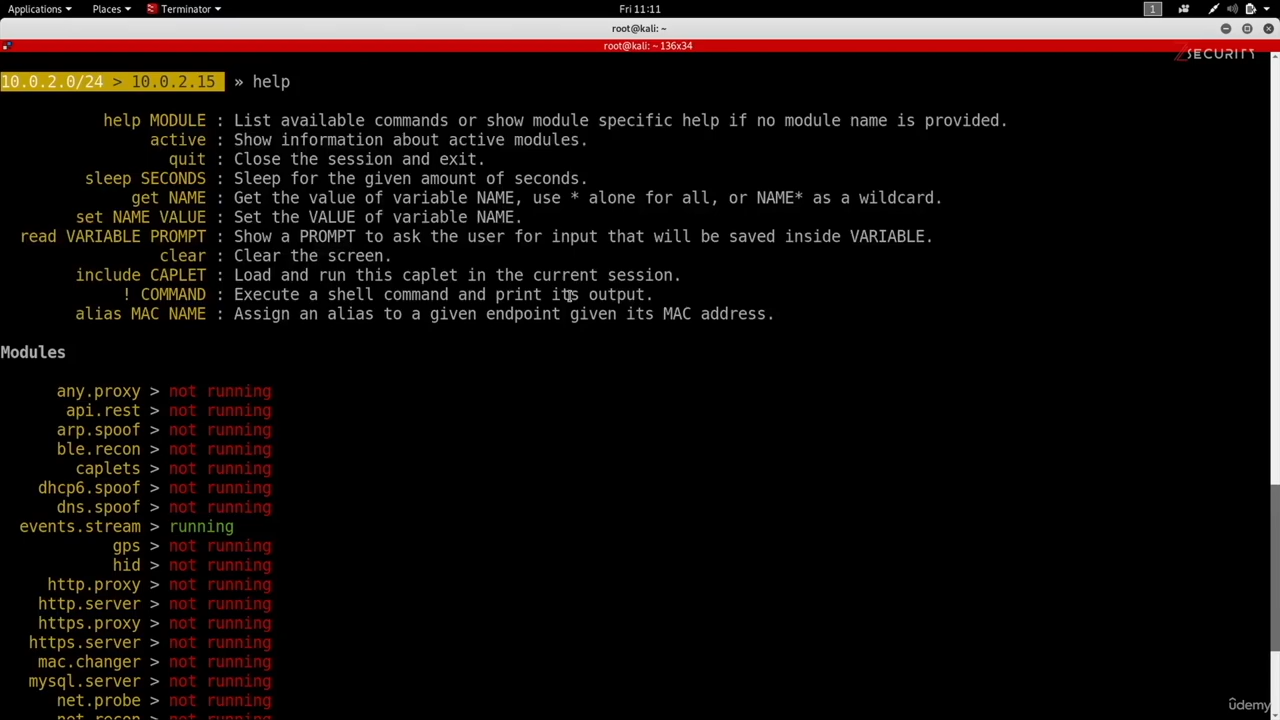 Applications Places Terminator Fri 11:11 1
root@kali: ~
root@kali: ~ 136x34
ZSECURITY
10.0.2.0/24 > 10.0.2.15 » help
help MODULE : List available commands or show module specific help if no module name is provided.
active : Show information about active modules.
quit : Close the session and exit.
sleep SECONDS : Sleep for the given amount of seconds.
get NAME : Get the value of variable NAME, use * alone for all, or NAME* as a wildcard.
set NAME VALUE : Set the VALUE of variable NAME.
read VARIABLE PROMPT : Show a PROMPT to ask the user for input that will be saved inside VARIABLE.
clear : Clear the screen.
include CAPLET : Load and run this caplet in the current session.
! COMMAND : Execute a shell command and print its output.
alias MAC NAME : Assign an alias to a given endpoint given its MAC address.
Modules
any.proxy > not running
api.rest > not running
arp.spoof > not running
ble.recon > not running
caplets > not running
dhcp6.spoof > not running
dns.spoof > not running
events.stream > running
gps > not running
hid > not running
http.proxy > not running
http.server > not running
https.proxy > not running
https.server > not running
mac.changer > not running
mysql.server > not running
net.probe > not running
net.recon > not running
udemy